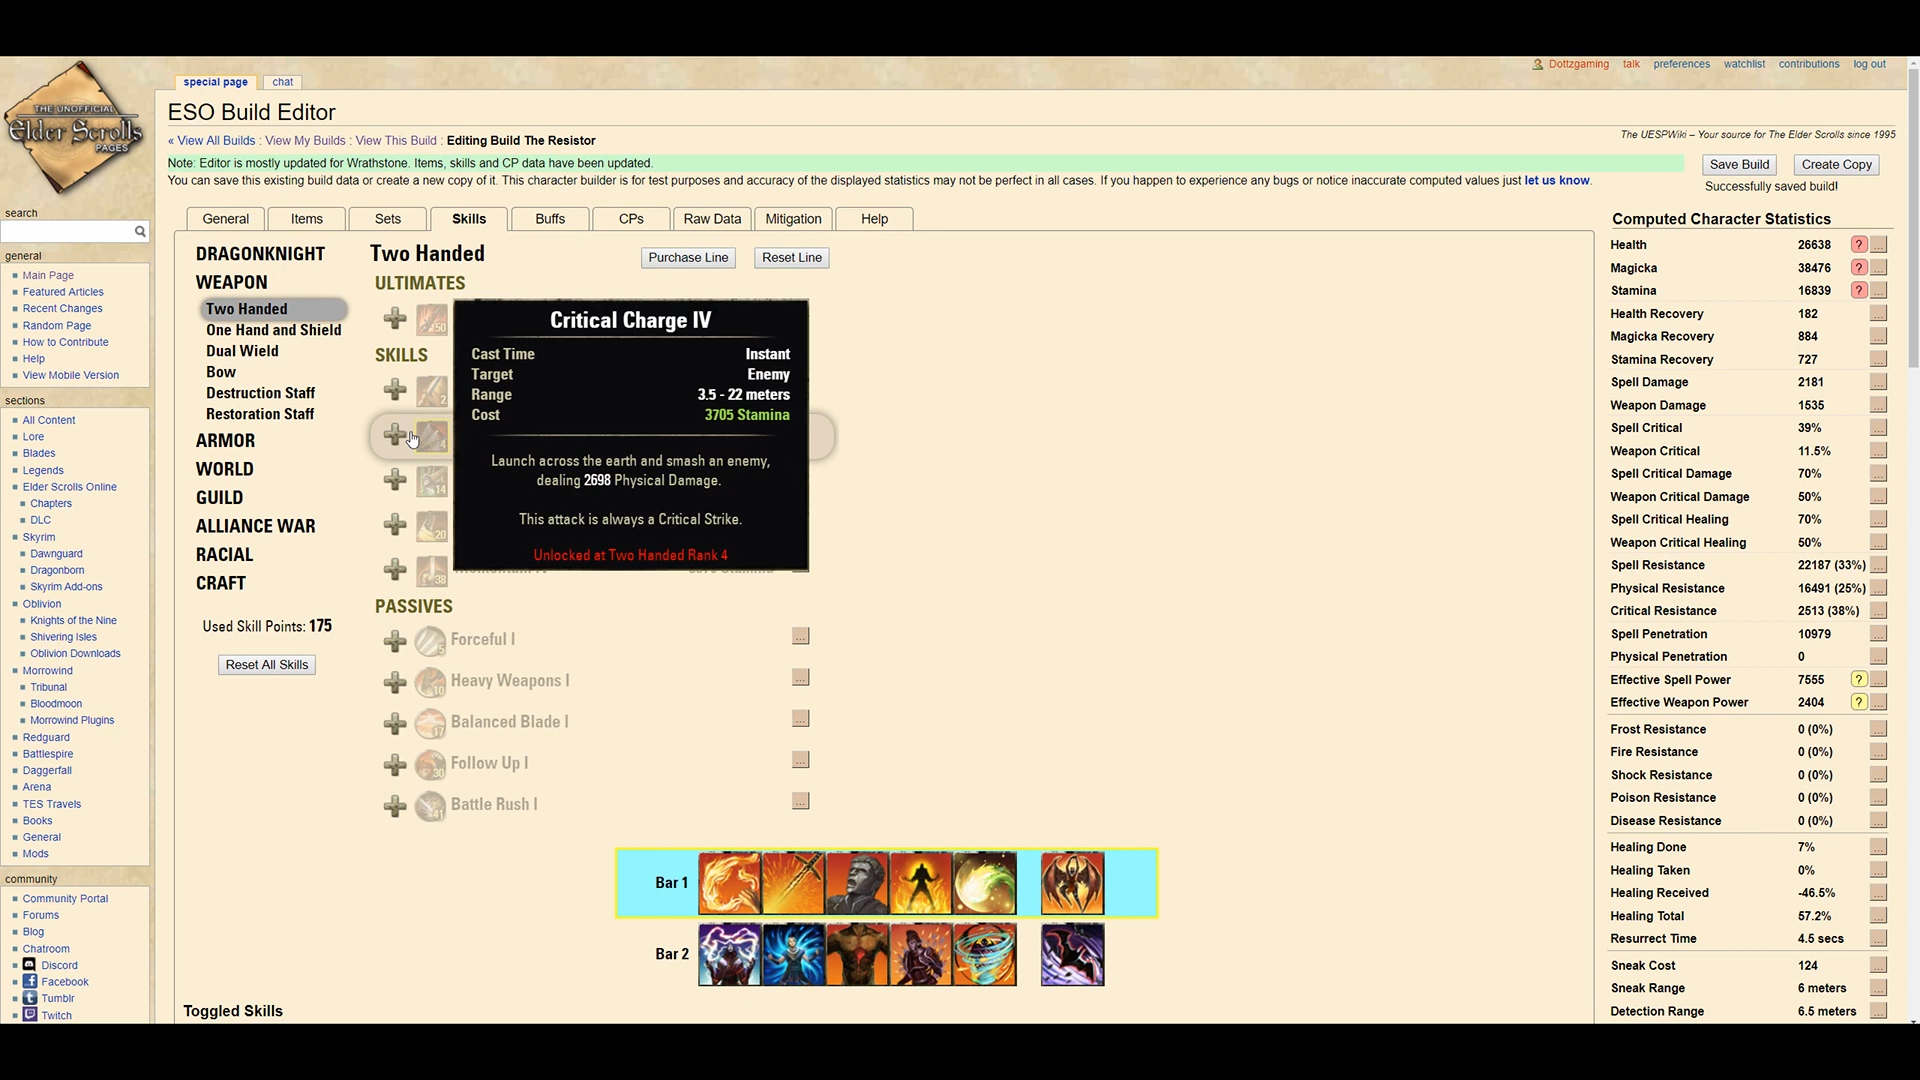 special page
chat
Dottzgaming talk preferences watchlist contributions log out
THE UNOFFICIAL
Elder Scrolls
PAGES
ESO Build Editor
« View All Builds : View My Builds : View This Build : Editing Build The Resistor
The UESPWiki – Your source for The Elder Scrolls since 1995
Note: Editor is mostly updated for Wrathstone. Items, skills and CP data have been updated.
You can save this existing build data or create a new copy of it. This character builder is for test purposes and accuracy of the displayed statistics may not be perfect in all cases. If you happen to experience any bugs or notice inaccurate computed values just let us know.
Save Build
Create Copy
Successfully saved build!
search
general
Main Page
Featured Articles
Recent Changes
Random Page
How to Contribute
Help
View Mobile Version
sections
All Content
Lore
Blades
Legends
Elder Scrolls Online
Chapters
DLC
Skyrim
Dawnguard
Dragonborn
Skyrim Add-ons
Oblivion
Knights of the Nine
Shivering Isles
Oblivion Downloads
Morrowind
Tribunal
Bloodmoon
Morrowind Plugins
Redguard
Battlespire
Daggerfall
Arena
TES Travels
Books
General
Mods
community
Community Portal
Forums
Blog
Chatroom
Discord
Facebook
Tumblr
Twitch
General
Items
Sets
Skills
Buffs
CPs
Raw Data
Mitigation
Help
DRAGONKNIGHT
WEAPON
Two Handed
One Hand and Shield
Dual Wield
Bow
Destruction Staff
Restoration Staff
ARMOR
WORLD
GUILD
ALLIANCE WAR
RACIAL
CRAFT
Used Skill Points: 175
Reset All Skills
Two Handed
Purchase Line
Reset Line
ULTIMATES
50
SKILLS
2
4
14
20
38
Critical Charge IV
Cast Time Instant
Target Enemy
Range 3.5 - 22 meters
Cost 3705 Stamina
Launch across the earth and smash an enemy,
dealing 2698 Physical Damage.
This attack is always a Critical Strike.
Unlocked at Two Handed Rank 4
PASSIVES
5 Forceful I
10 Heavy Weapons I
17 Balanced Blade I
30 Follow Up I
41 Battle Rush I
Bar 1
Bar 2
Toggled Skills
Computed Character Statistics
Health 26638 ? ...
Magicka 38476 ? ...
Stamina 16839 ? ...
Health Recovery 182 ...
Magicka Recovery 884 ...
Stamina Recovery 727 ...
Spell Damage 2181 ...
Weapon Damage 1535 ...
Spell Critical 39% ...
Weapon Critical 11.5% ...
Spell Critical Damage 70% ...
Weapon Critical Damage 50% ...
Spell Critical Healing 70% ...
Weapon Critical Healing 50% ...
Spell Resistance 22187 (33%) ...
Physical Resistance 16491 (25%) ...
Critical Resistance 2513 (38%) ...
Spell Penetration 10979 ...
Physical Penetration 0 ...
Effective Spell Power 7555 ? ...
Effective Weapon Power 2404 ? ...
Frost Resistance 0 (0%) ...
Fire Resistance 0 (0%) ...
Shock Resistance 0 (0%) ...
Poison Resistance 0 (0%) ...
Disease Resistance 0 (0%) ...
Healing Done 7% ...
Healing Taken 0% ...
Healing Received -46.5% ...
Healing Total 57.2% ...
Resurrect Time 4.5 secs ...
Sneak Cost 124 ...
Sneak Range 6 meters ...
Detection Range 6.5 meters ...